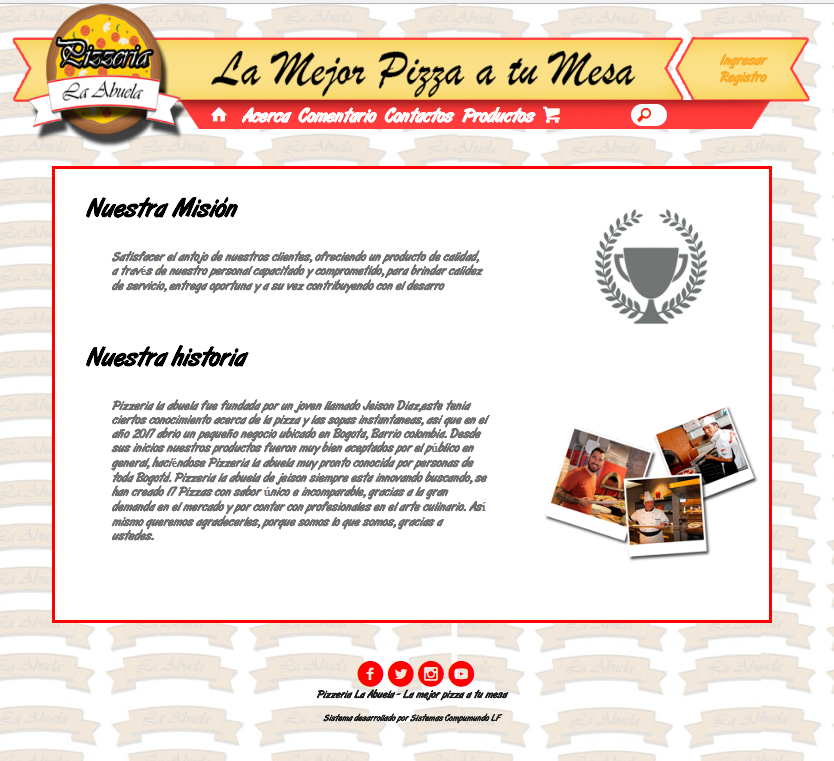 Pizzeria
La Abuela
La Mejor Pizza a tu Mesa
Ingresar
Registro
Acerca Comentario Contactos Productos
Nuestra Misión
Satisfacer el antojo de nuestros clientes, ofreciendo un producto de calidad,
a través de nuestro personal capacitado y comprometido, para brindar calidez
de servicio, entrega oportuna y a su vez contribuyendo con el desarro
Nuestra historia
Pizzeria la abuela fue fundada por un joven llamado Jeison Diaz,este tenia
ciertos conocimiento acerca de la pizza y las sopas instantaneas, asi que en el
año 2017 abrio un pequeño negocio ubicado en Bogota, Barrio colombia. Desde
sus inicios nuestros productos fueron muy bien aceptados por el público en
general, haciéndose Pizzeria la abuela muy pronto conocida por personas de
toda Bogotá. Pizzeria la abuela de jeison siempre esta innovando buscando, se
han creado 17 Pizzas con sabor único e incomparable, gracias a la gran
demanda en el mercado y por contar con profesionales en el arte culinario. Así
mismo queremos agradecerles, porque somos lo que somos, gracias a
ustedes.
Pizzeria La Abuela - La mejor pizza a tu mesa
Sistema desarrollado por Sistemas Compumundo LF